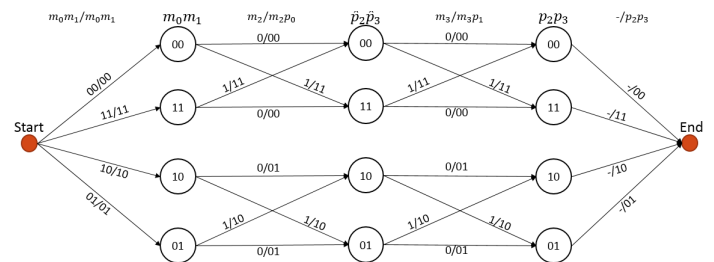 m₀m₁/m₀m₁ m₀m₁ m₂/m₂p₀ p̈₂p̈₃ m₃/m₃p₁ p₂p₃ -/p₂p₃
00 0/00 00 0/00 00
00/00 1/11 1/11 1/11 1/11 -/00
11/11 11 0/00 11 0/00 11 -/11
Start End
10/10 10 0/01 10 0/01 10 -/10
01/01 1/10 1/10 1/10 1/10 -/01
01 0/01 01 0/01 01